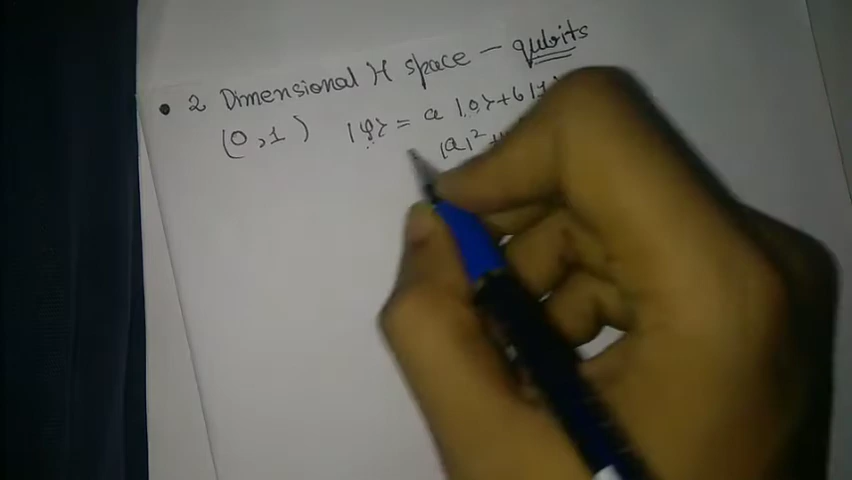 • 2 Dimensional H space - qubits
(0,1) |φ> = a |0>+b|1>
|a|² +